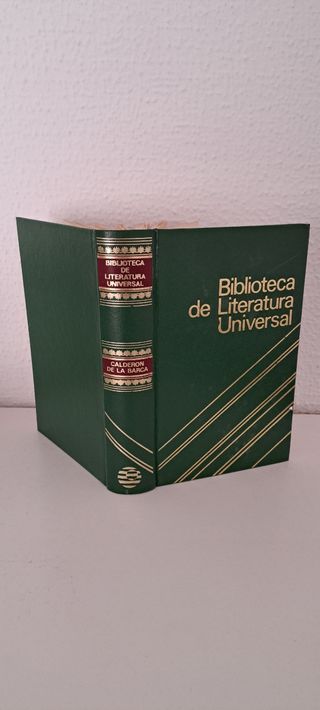 BIBLIOTECA
DE
LITERATURA
UNIVERSAL
CALDERON
DE LA BARCA
Biblioteca
de Literatura
Universal